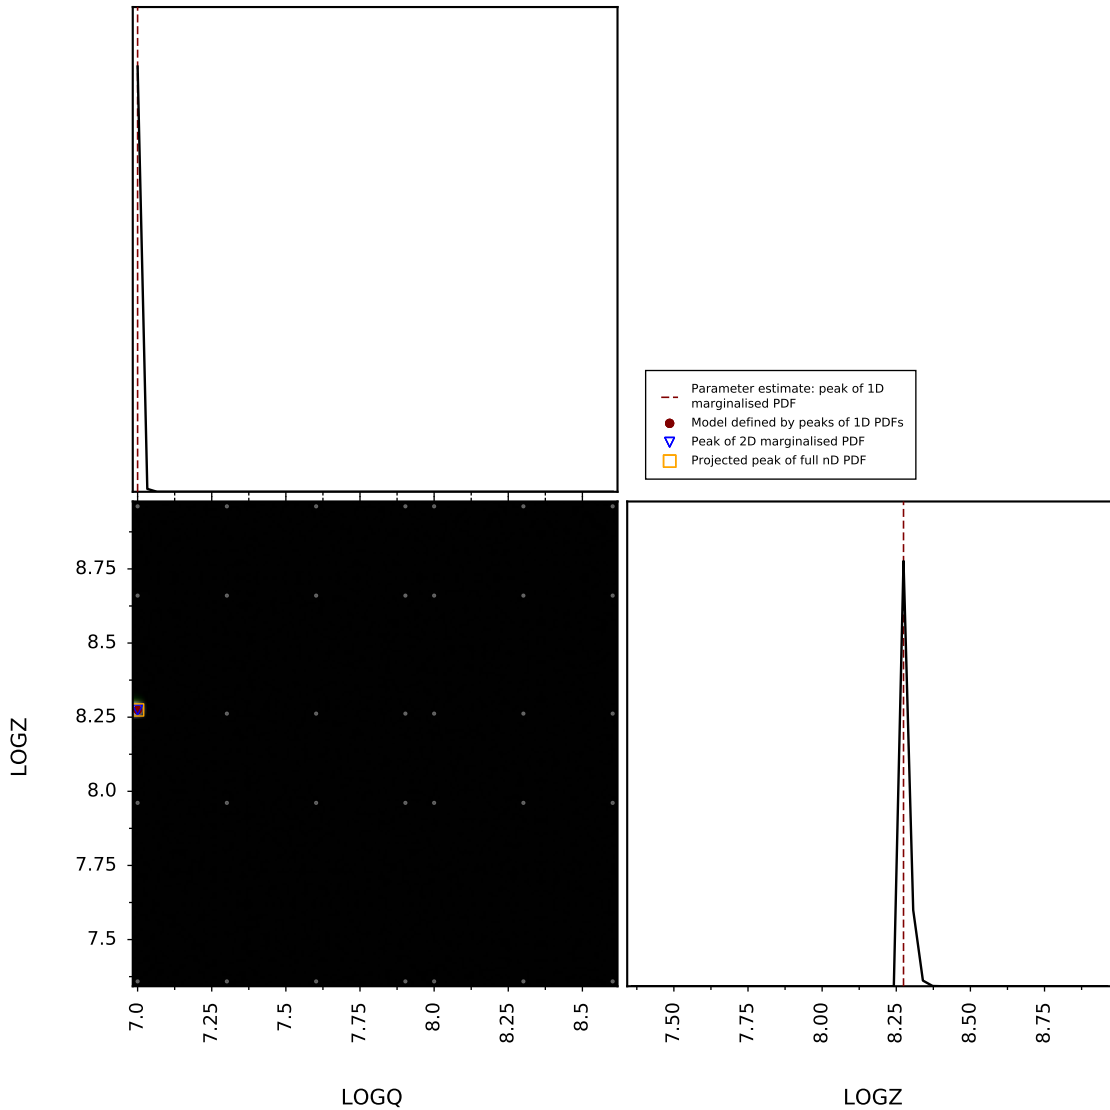 Parameter estimate: peak of 1D
marginalised PDF
Model defined by peaks of 1D PDFs
Peak of 2D marginalised PDF
Projected peak of full nD PDF
8.75
8.5
8.25
8.0
7.75
7.5
LOGZ
7.0
7.25
7.5
7.75
8.0
8.25
8.5
LOGQ
7.50
7.75
8.00
8.25
8.50
8.75
LOGZ